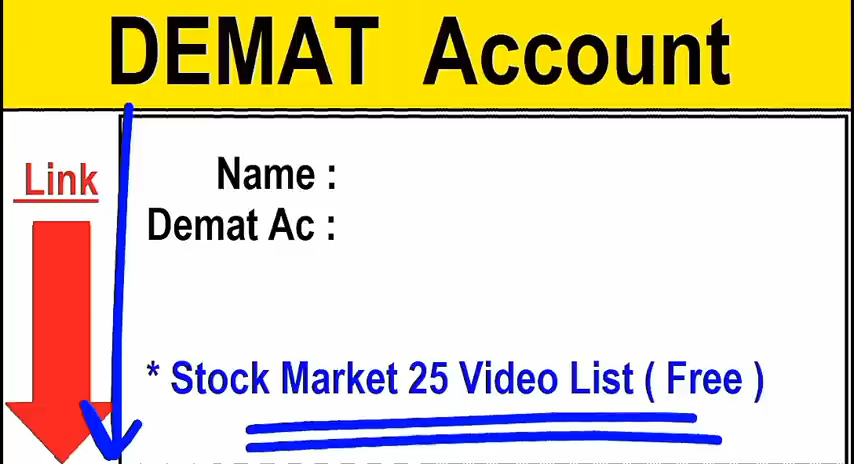 DEMAT Account
Link
Name :
Demat Ac :
* Stock Market 25 Video List ( Free )